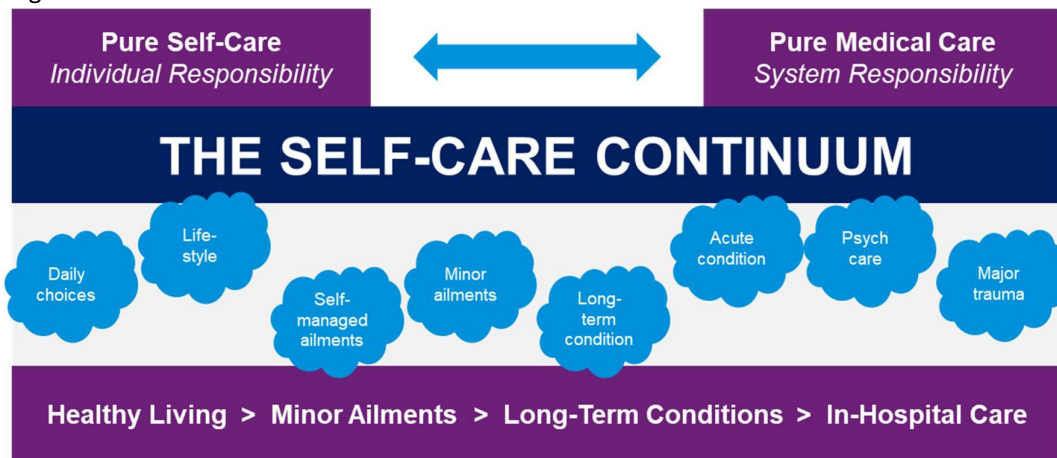 Pure Self-Care
Individual Responsibility
Pure Medical Care
System Responsibility
THE SELF-CARE CONTINUUM
Daily
choices
Life-
style
Self-
managed
ailments
Minor
ailments
Long-
term
condition
Acute
condition
Psych
care
Major
trauma
Healthy Living > Minor Ailments > Long-Term Conditions > In-Hospital Care